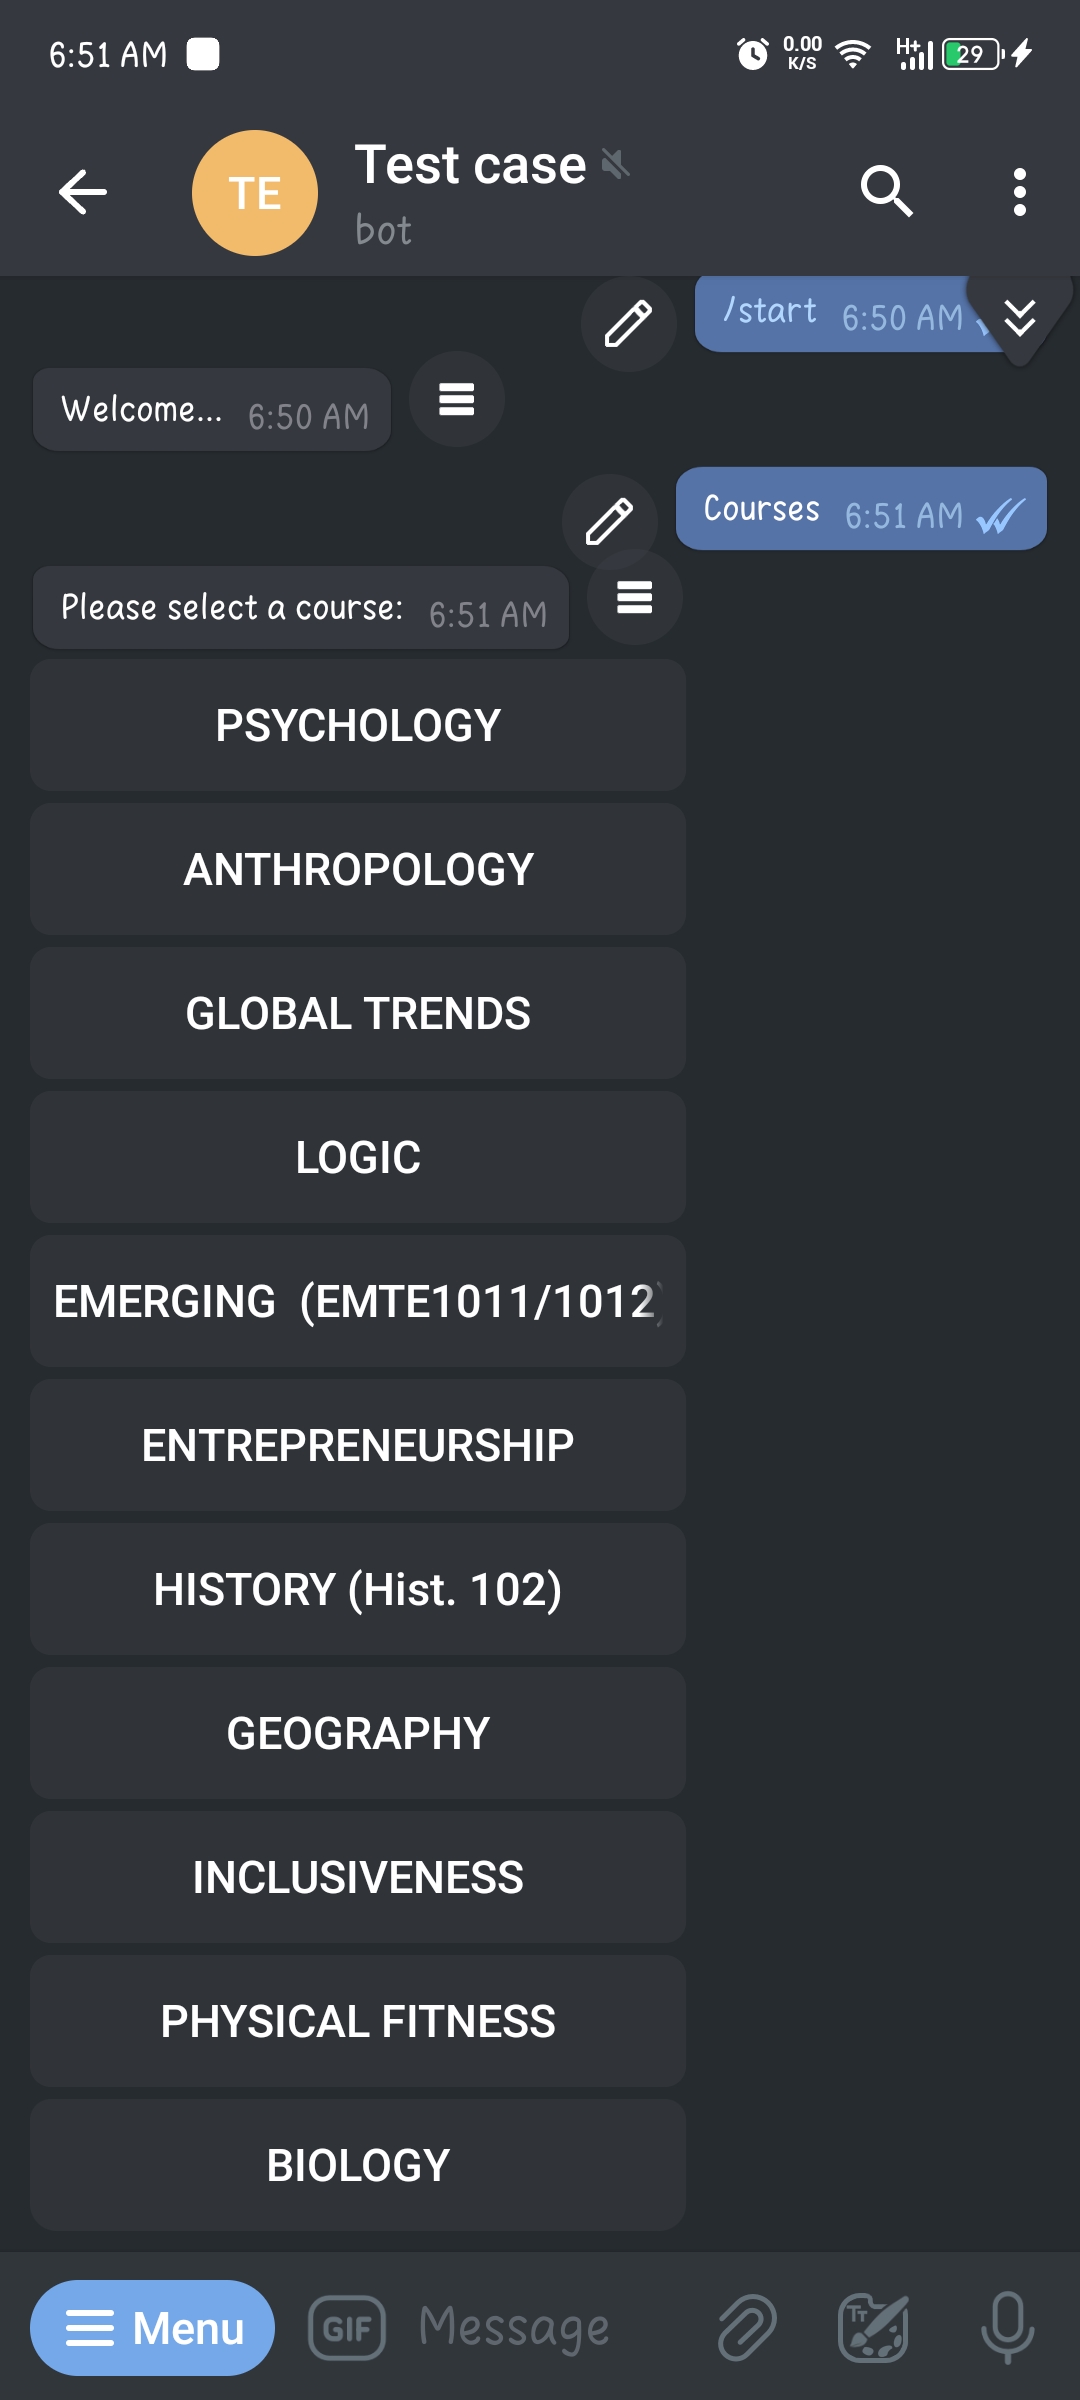 6:51 AM 0.00 K/S H+ 29
TE Test case
bot
/start 6:50 AM
Welcome... 6:50 AM
Courses 6:51 AM
Please select a course: 6:51 AM
PSYCHOLOGY
ANTHROPOLOGY
GLOBAL TRENDS
LOGIC
EMERGING (EMTE1011/1012)
ENTREPRENEURSHIP
HISTORY (Hist. 102)
GEOGRAPHY
INCLUSIVENESS
PHYSICAL FITNESS
BIOLOGY
Menu GIF Message